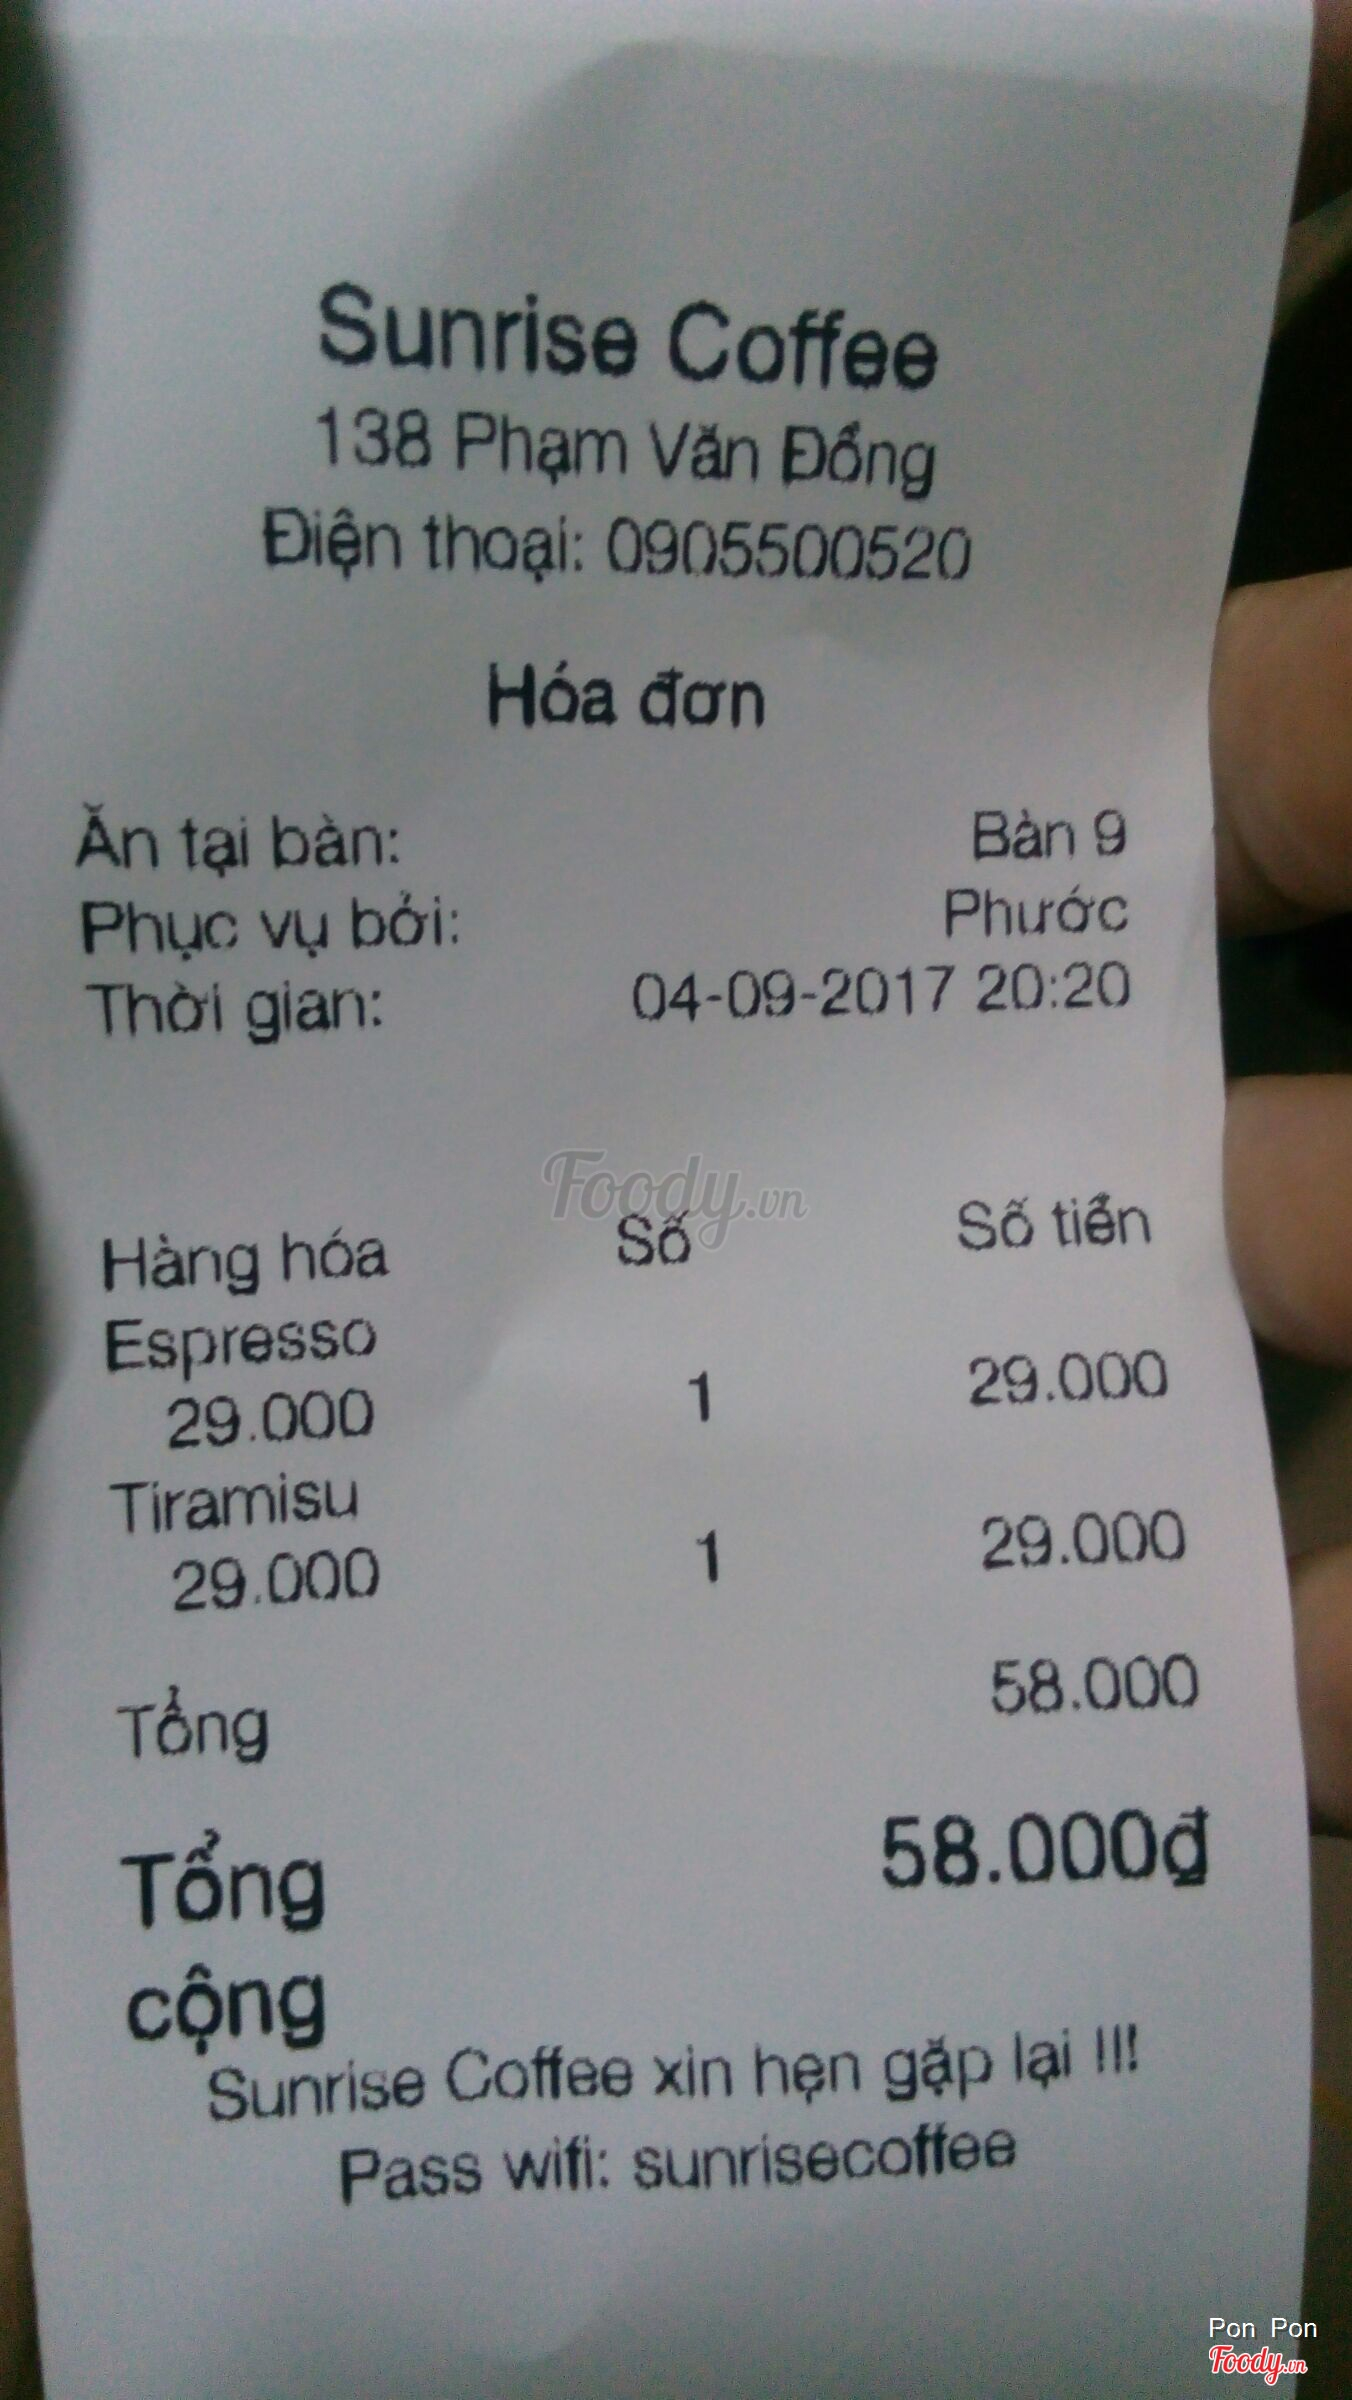 Sunrise Coffee
138 Phạm Văn Đồng
Điện thoại: 0905500520
Hóa đơn
Ăn tại bàn: Bàn 9
Phục vụ bởi: Phước
Thời gian: 04-09-2017 20:20
Foody.vn
Hàng hóa Số Số tiền
Espresso
29.000 1 29.000
Tiramisu
29.000 1 29.000
Tổng 58.000
Tổng 58.000₫
cộng
Sunrise Coffee xin hẹn gặp lại !!!
Pass wifi: sunrisecoffee
Pon Pon
Foody.vn